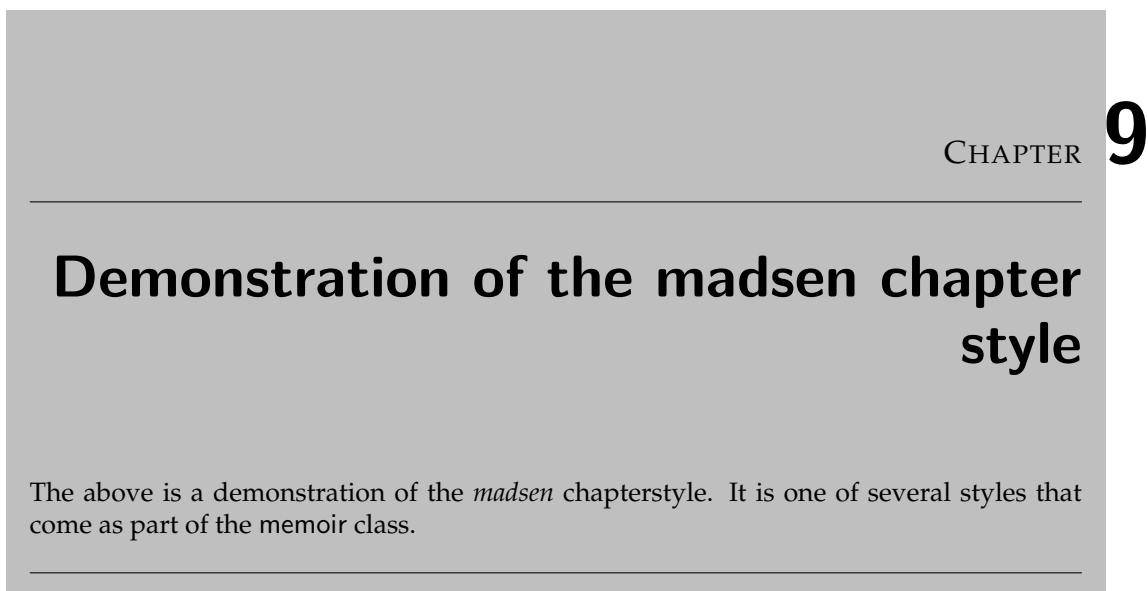 CHAPTER 9
Demonstration of the madsen chapter
style
The above is a demonstration of the madsen chapterstyle. It is one of several styles that
come as part of the memoir class.